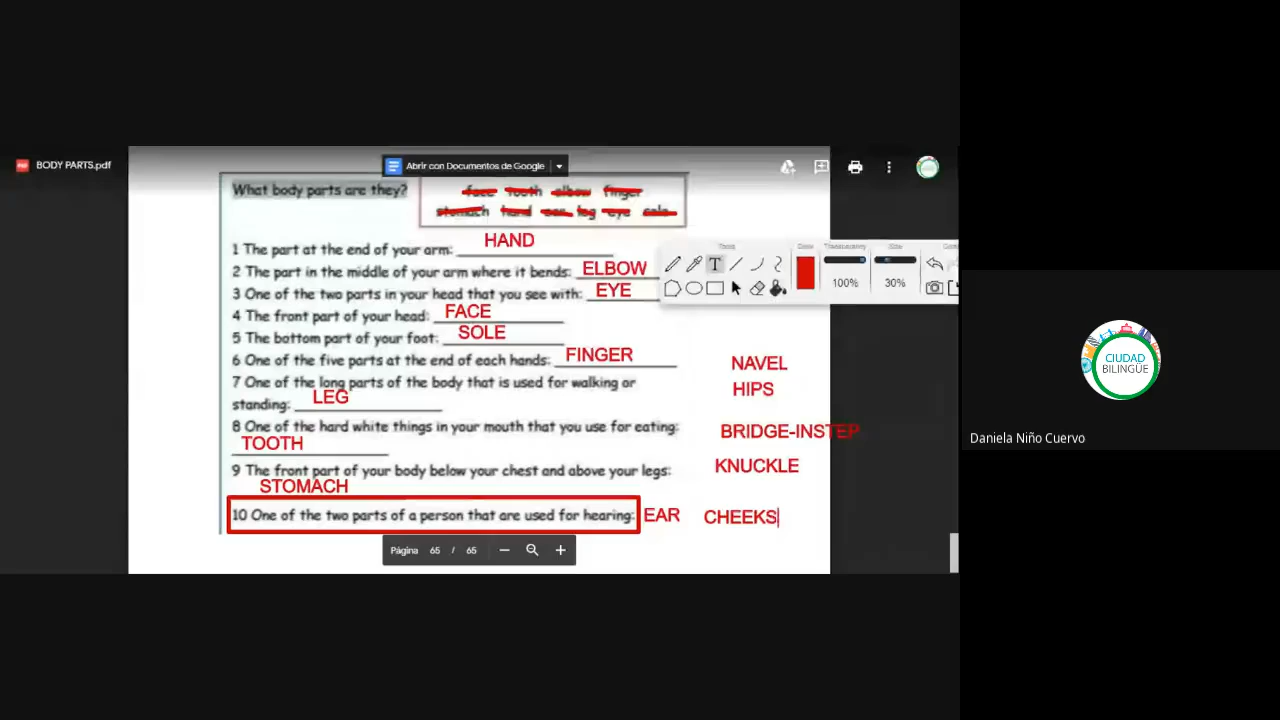 BODY PARTS.pdf
Abrir con Documentos de Google
What body parts are they?
face tooth elbow finger
stomach hand ear leg eye sole
1 The part at the end of your arm: HAND
2 The part in the middle of your arm where it bends: ELBOW
3 One of the two parts in your head that you see with: EYE
4 The front part of your head: FACE
5 The bottom part of your foot: SOLE
6 One of the five parts at the end of each hands: FINGER
7 One of the long parts of the body that is used for walking or
standing: LEG
8 One of the hard white things in your mouth that you use for eating:
TOOTH
9 The front part of your body below your chest and above your legs:
STOMACH
10 One of the two parts of a person that are used for hearing: EAR
NAVEL
HIPS
BRIDGE-INSTEP
KNUCKLE
CHEEKS
Tools
Transparency
Size
T
100%
30%
Página 65 / 65
CIUDAD
BILINGÜE
Daniela Niño Cuervo